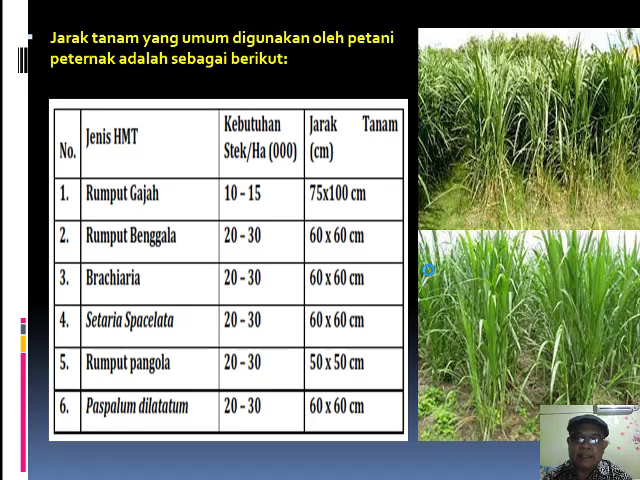 Jarak tanam yang umum digunakan oleh petani
peternak adalah sebagai berikut:
No. Jenis HMT Kebutuhan Stek/Ha (000) Jarak Tanam (cm)
1. Rumput Gajah 10 – 15 75x100 cm
2. Rumput Benggala 20 – 30 60 x 60 cm
3. Brachiaria 20 – 30 60 x 60 cm
4. Setaria Spacelata 20 – 30 60 x 60 cm
5. Rumput pangola 20 – 30 50 x 50 cm
6. Paspalum dilatatum 20 – 30 60 x 60 cm